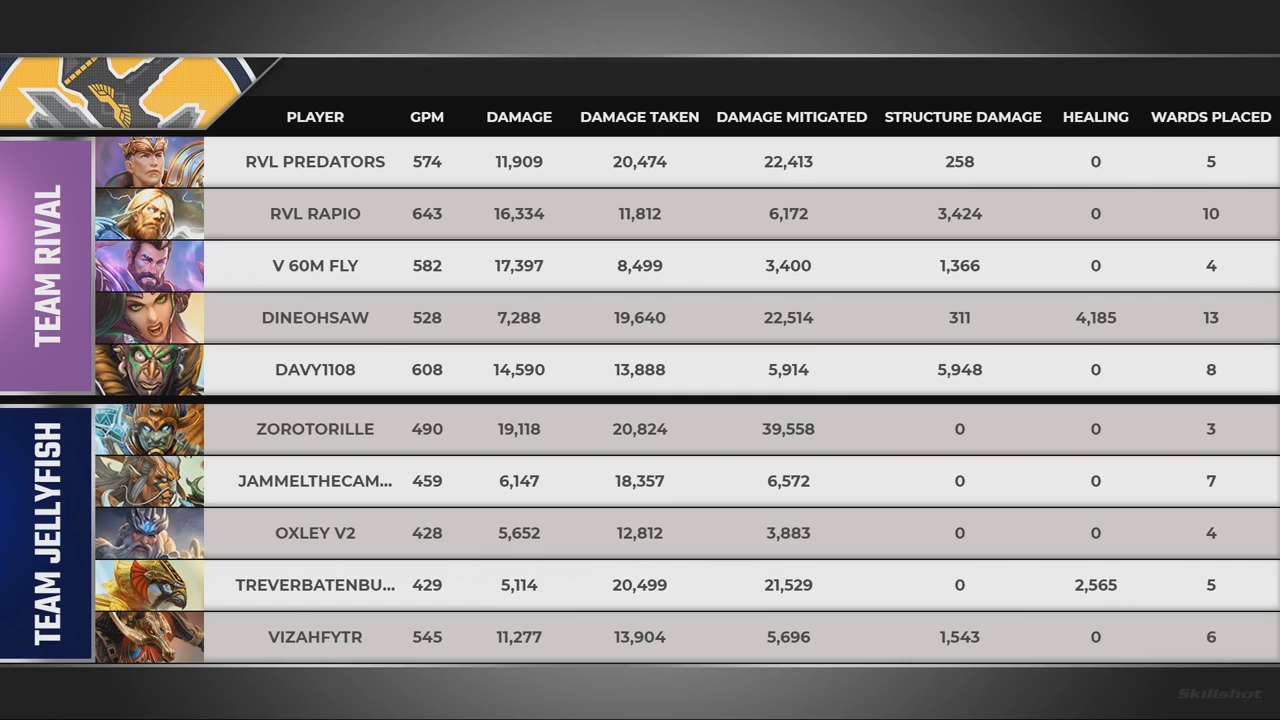 PLAYER GPM DAMAGE DAMAGE TAKEN DAMAGE MITIGATED STRUCTURE DAMAGE HEALING WARDS PLACED
TEAM RIVAL
RVL PREDATORS 574 11,909 20,474 22,413 258 0 5
RVL RAPIO 643 16,334 11,812 6,172 3,424 0 10
V 60M FLY 582 17,397 8,499 3,400 1,366 0 4
DINEOHSAW 528 7,288 19,640 22,514 311 4,185 13
DAVY1108 608 14,590 13,888 5,914 5,948 0 8
TEAM JELLYFISH
ZOROTORILLE 490 19,118 20,824 39,558 0 0 3
JAMMELTHECAM... 459 6,147 18,357 6,572 0 0 7
OXLEY V2 428 5,652 12,812 3,883 0 0 4
TREVERBATENBU... 429 5,114 20,499 21,529 0 2,565 5
VIZAHFYTR 545 11,277 13,904 5,696 1,543 0 6
Skillshot